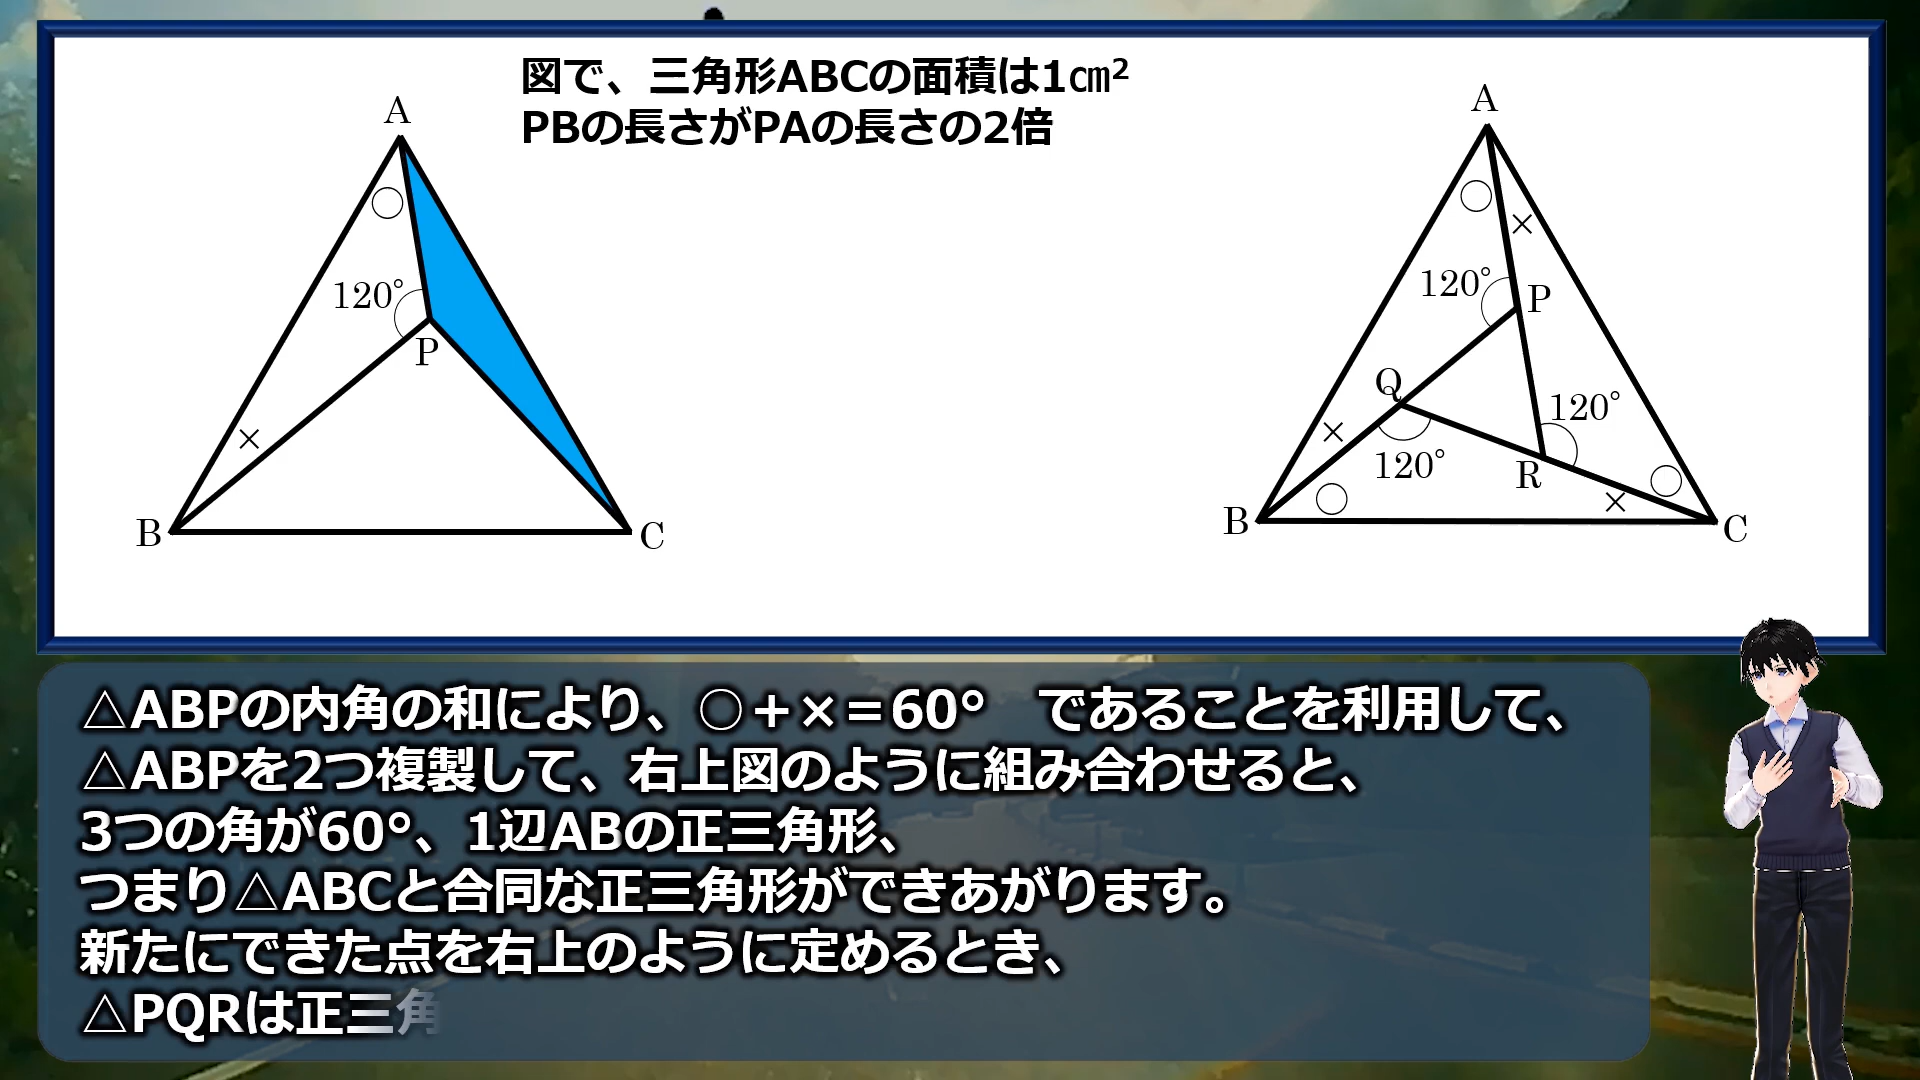 図で、三角形ABCの面積は1㎝²
PBの長さがPAの長さの2倍
A
○
120°
P
×
B
C
A
○
×
120°
P
Q
120°
×
120°
R
○
○
×
B
C
△ABPの内角の和により、○+×=60° であることを利用して、
△ABPを2つ複製して、右上図のように組み合わせると、
3つの角が60°、1辺ABの正三角形、
つまり△ABCと合同な正三角形ができあがります。
新たにできた点を右上のように定めるとき、
△PQRは正三角